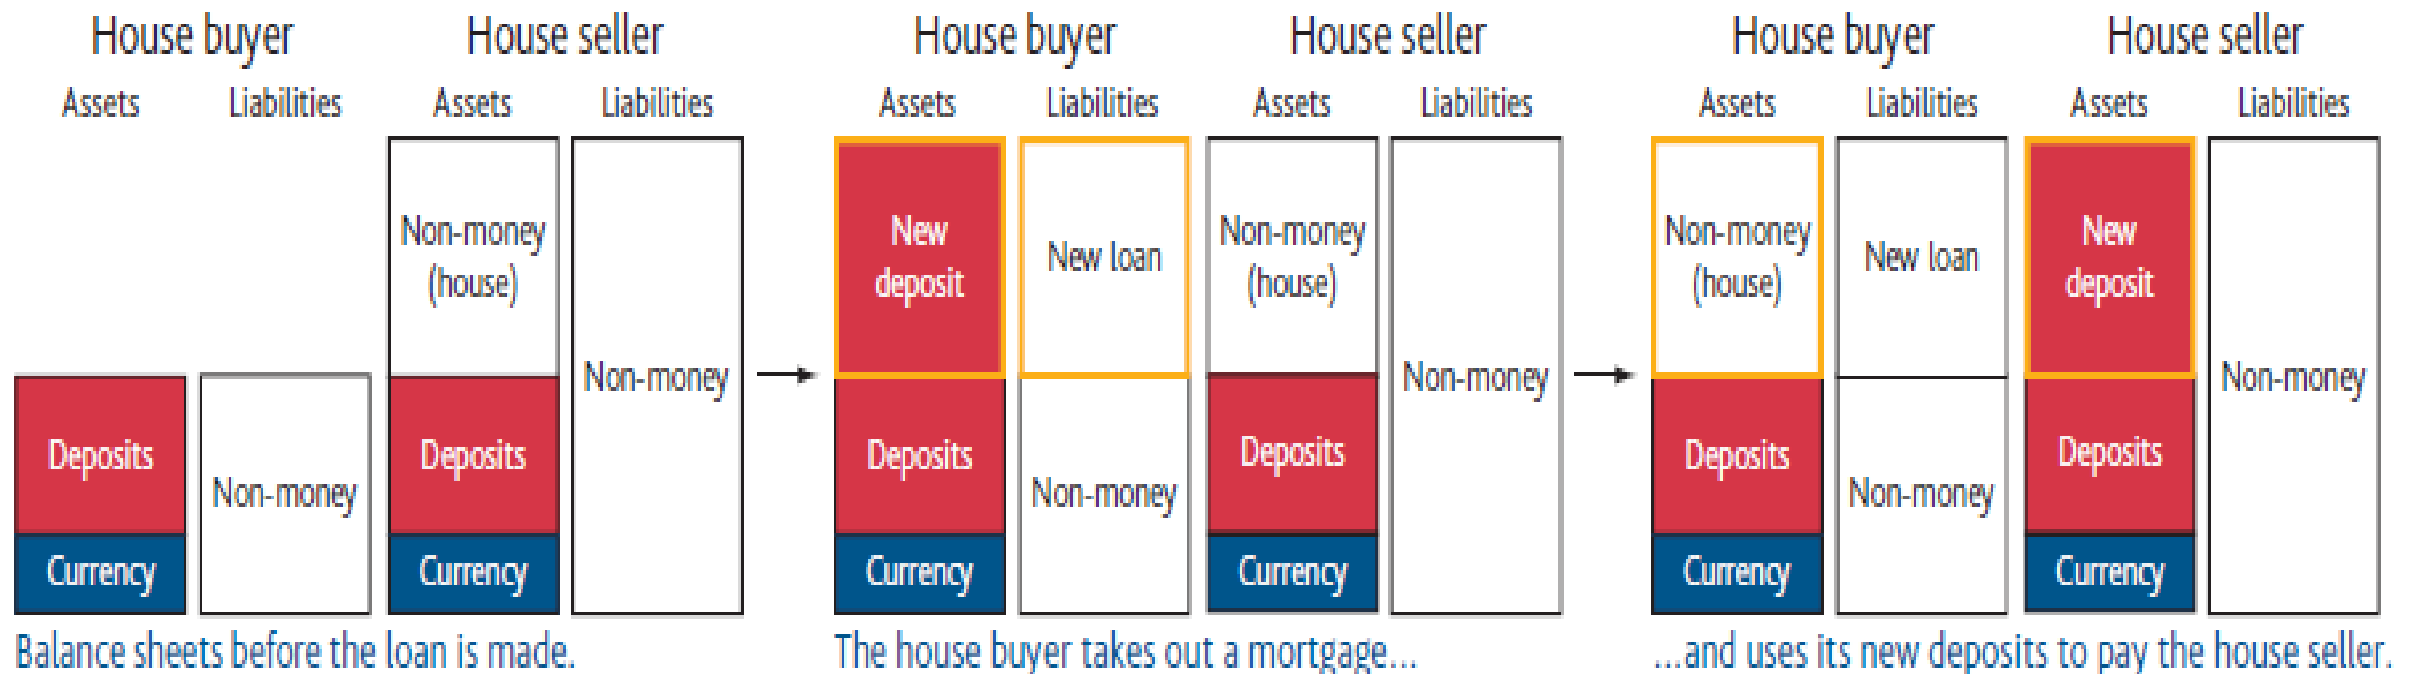 House buyer House seller House buyer House seller House buyer House seller
Assets Liabilities Assets Liabilities Assets Liabilities Assets Liabilities Assets Liabilities Assets Liabilities
Non-money New Non-money Non-money New
(house) deposit New loan (house) (house) New loan deposit
Non-money Non-money Non-money
Deposits Deposits Deposits Deposits Deposits Deposits
Non-money Non-money Non-money
Currency Currency Currency Currency Currency Currency
Balance sheets before the loan is made. The house buyer takes out a mortgage... ...and uses its new deposits to pay the house seller.